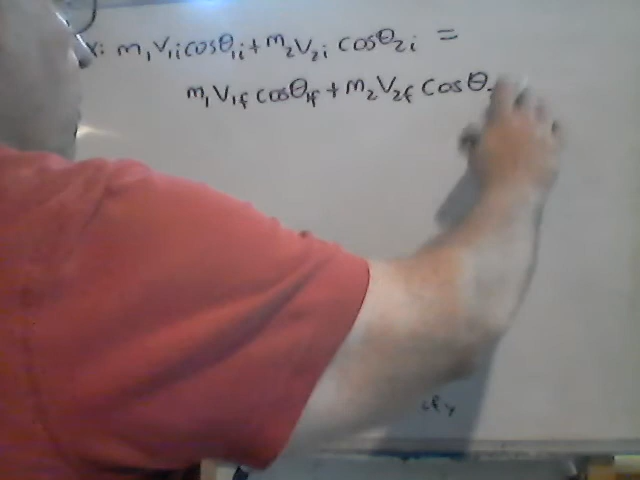 x: m₁v₁ᵢcosθ₁ᵢ+m₂v₂ᵢ cosθ₂ᵢ =
m₁v₁f cosθ₁f + m₂v₂f cosθ